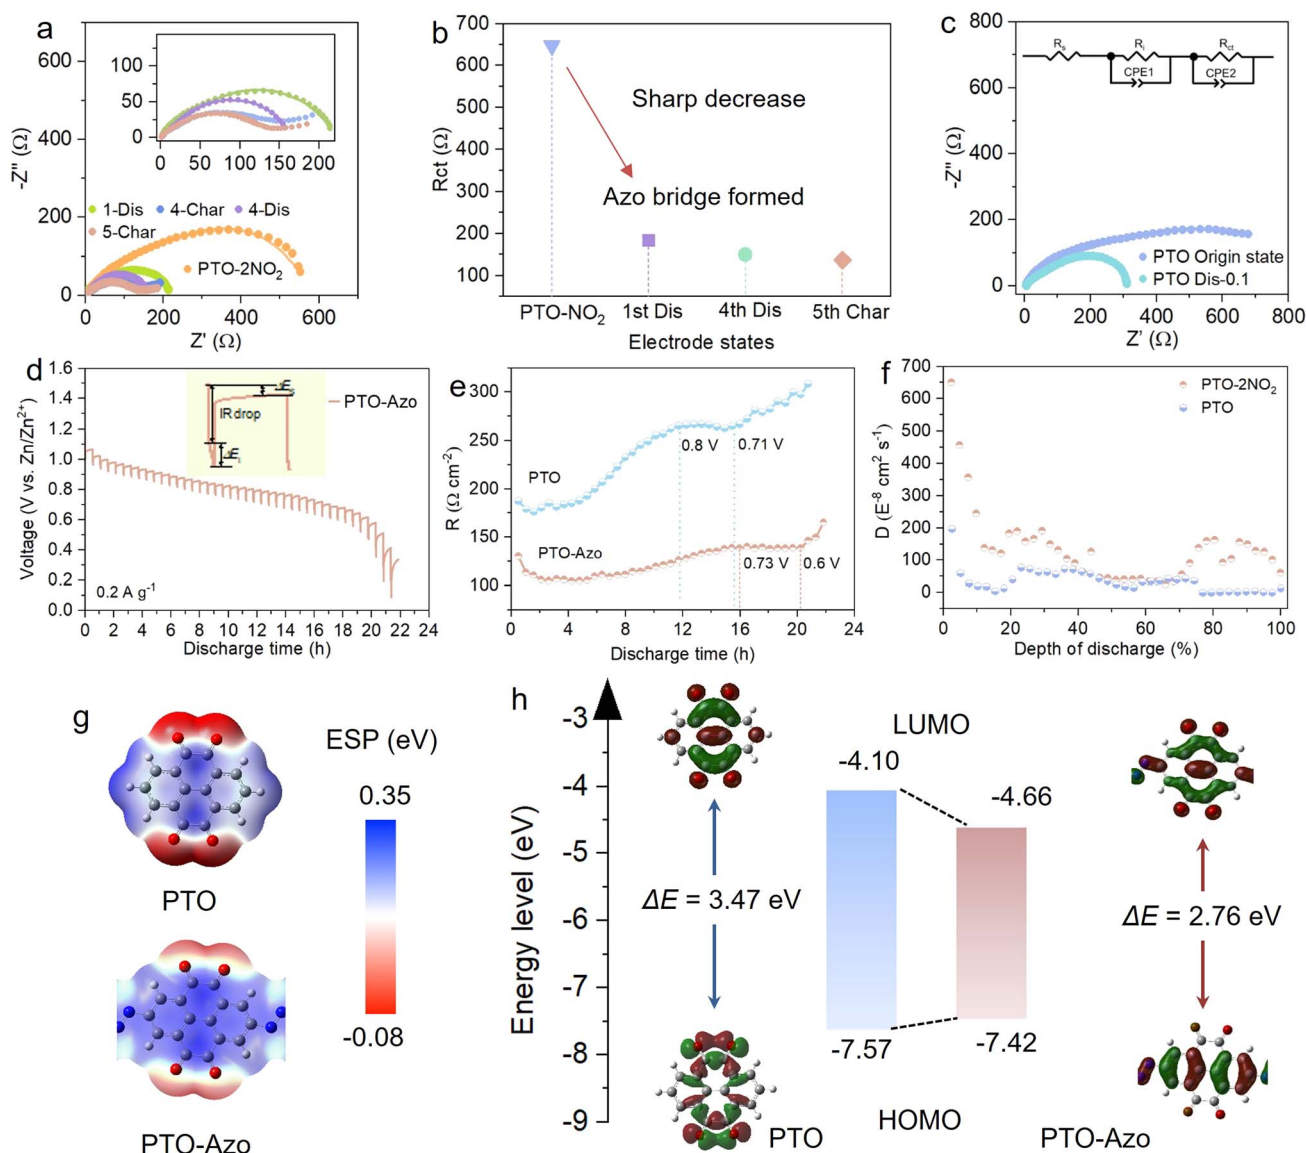 a
600
400
200
0
0 200 400 600
-Z" (Ω)
Z' (Ω)
100
50
0
0 50 100 150 200
1-Dis 4-Char 4-Dis
5-Char
PTO-2NO₂
b
700
600
500
400
300
200
100
Rct (Ω)
Sharp decrease
Azo bridge formed
PTO-NO₂ 1st Dis 4th Dis 5th Char
Electrode states
c
800
600
400
200
0
0 200 400 600 800
-Z" (Ω)
Z' (Ω)
Rs Ri Rct
CPE1 CPE2
PTO Origin state
PTO Dis-0.1
d
1.6
1.4
1.2
1.0
0.8
0.6
0.4
0.2
0.0
0 2 4 6 8 10 12 14 16 18 20 22 24
Voltage (V vs. Zn/Zn²⁺)
Discharge time (h)
IR drop
PTO-Azo
0.2 A g⁻¹
e
300
250
200
150
100
0 4 8 12 16 20 24
R (Ω cm⁻²)
Discharge time (h)
PTO
0.8 V
0.71 V
PTO-Azo
0.73 V
0.6 V
f
700
600
500
400
300
200
100
0
0 20 40 60 80 100
D (E⁻⁸ cm² s⁻¹)
Depth of discharge (%)
PTO-2NO₂
PTO
g
ESP (eV)
0.35
-0.08
PTO
PTO-Azo
h
-3
-4
-5
-6
-7
-8
-9
Energy level (eV)
LUMO
-4.10
-4.66
ΔE = 3.47 eV
ΔE = 2.76 eV
-7.57
-7.42
HOMO
PTO
PTO-Azo